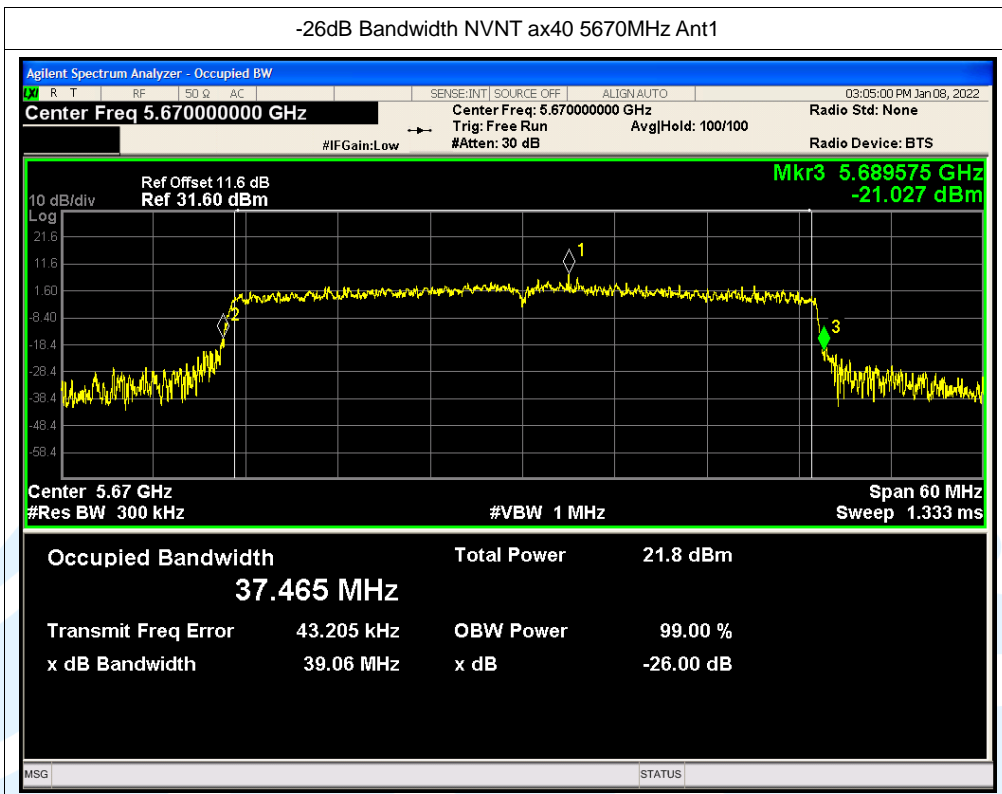 -26dB Bandwidth NVNT ax40 5670MHz Ant1
Agilent Spectrum Analyzer - Occupied BW
LXI R T RF 50 Ω AC SENSE:INT SOURCE OFF ALIGN AUTO 03:05:00 PM Jan 08, 2022
Center Freq 5.670000000 GHz Center Freq: 5.670000000 GHz Radio Std: None
Trig: Free Run Avg|Hold: 100/100
#IFGain:Low #Atten: 30 dB Radio Device: BTS
Mkr3 5.689575 GHz
Ref Offset 11.6 dB
-21.027 dBm
10 dB/div Ref 31.60 dBm
Log
21.6
11.6
1.60
-8.40
-18.4
-28.4
-38.4
-48.4
-58.4
1
2
3
Center 5.67 GHz Span 60 MHz
#Res BW 300 kHz #VBW 1 MHz Sweep 1.333 ms
Occupied Bandwidth Total Power 21.8 dBm
37.465 MHz
Transmit Freq Error 43.205 kHz OBW Power 99.00 %
x dB Bandwidth 39.06 MHz x dB -26.00 dB
MSG STATUS